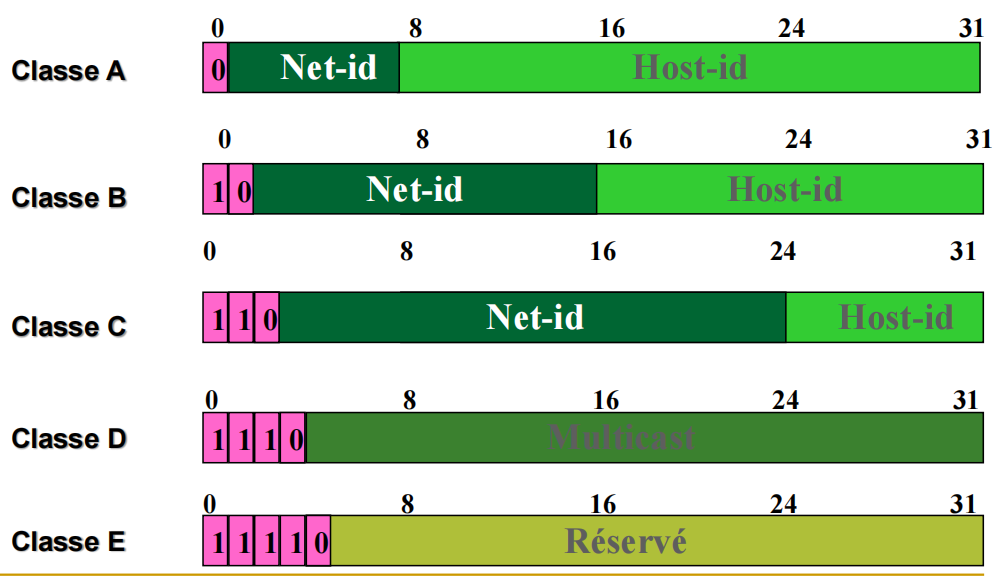 0 8 16 24 31
Classe A 0 Net-id Host-id
0 8 16 24 31
Classe B 1 0 Net-id Host-id
0 8 16 24 31
Classe C 1 1 0 Net-id Host-id
0 8 16 24 31
Classe D 1 1 1 0 Multicast
0 8 16 24 31
Classe E 1 1 1 1 0 Réservé